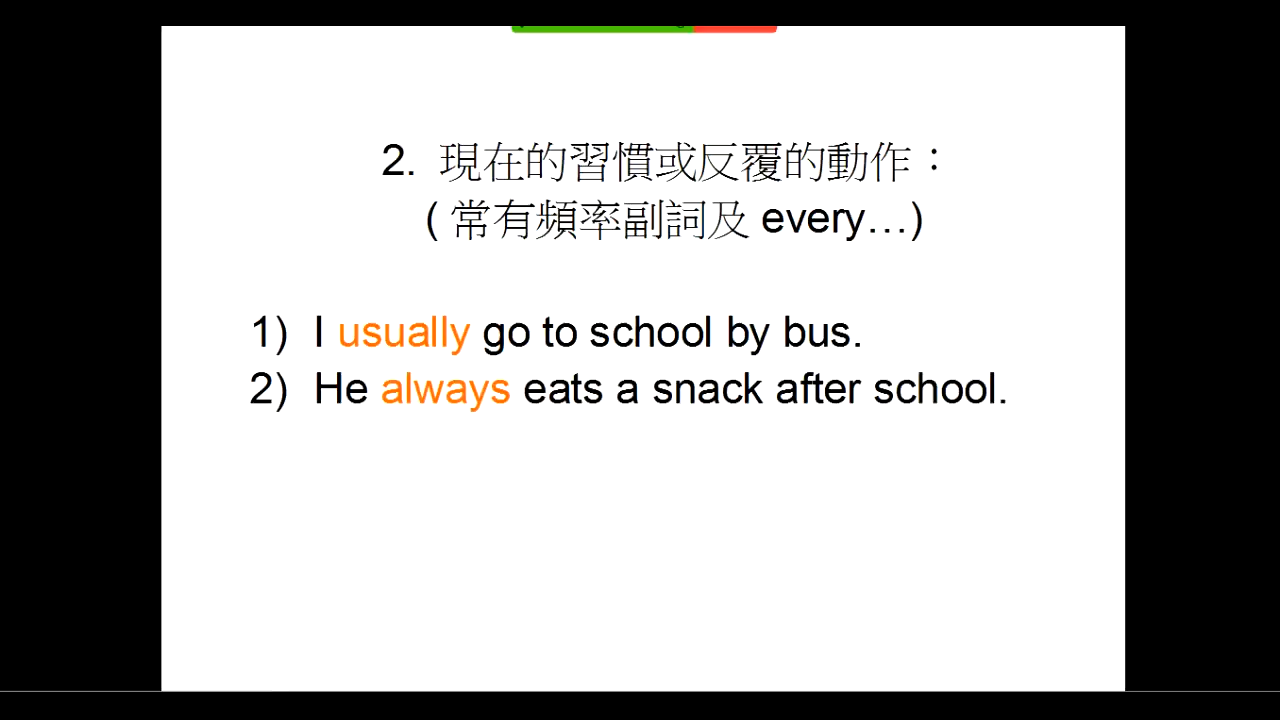 2. 現在的習慣或反覆的動作：
( 常有頻率副詞及 every…)
1) I usually go to school by bus.
2) He always eats a snack after school.